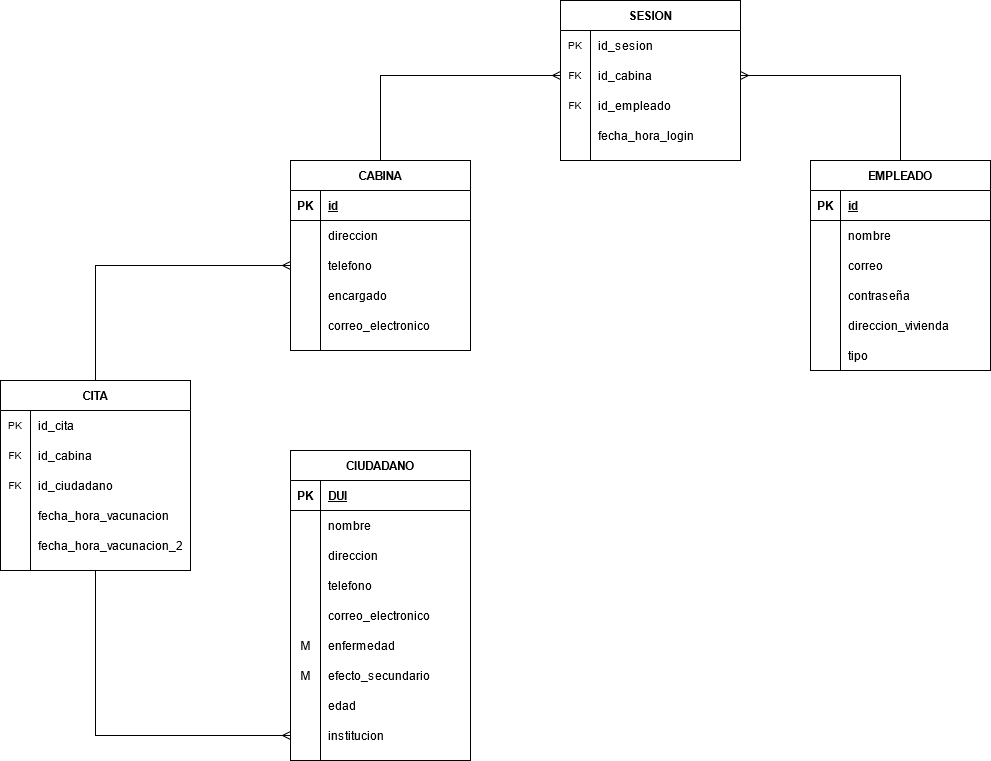 SESION
PK id_sesion
FK id_cabina
FK id_empleado
fecha_hora_login
CABINA
PK id
direccion
telefono
encargado
correo_electronico
EMPLEADO
PK id
nombre
correo
contraseña
direccion_vivienda
tipo
CITA
PK id_cita
FK id_cabina
FK id_ciudadano
fecha_hora_vacunacion
fecha_hora_vacunacion_2
CIUDADANO
PK DUI
nombre
direccion
telefono
correo_electronico
M enfermedad
M efecto_secundario
edad
institucion